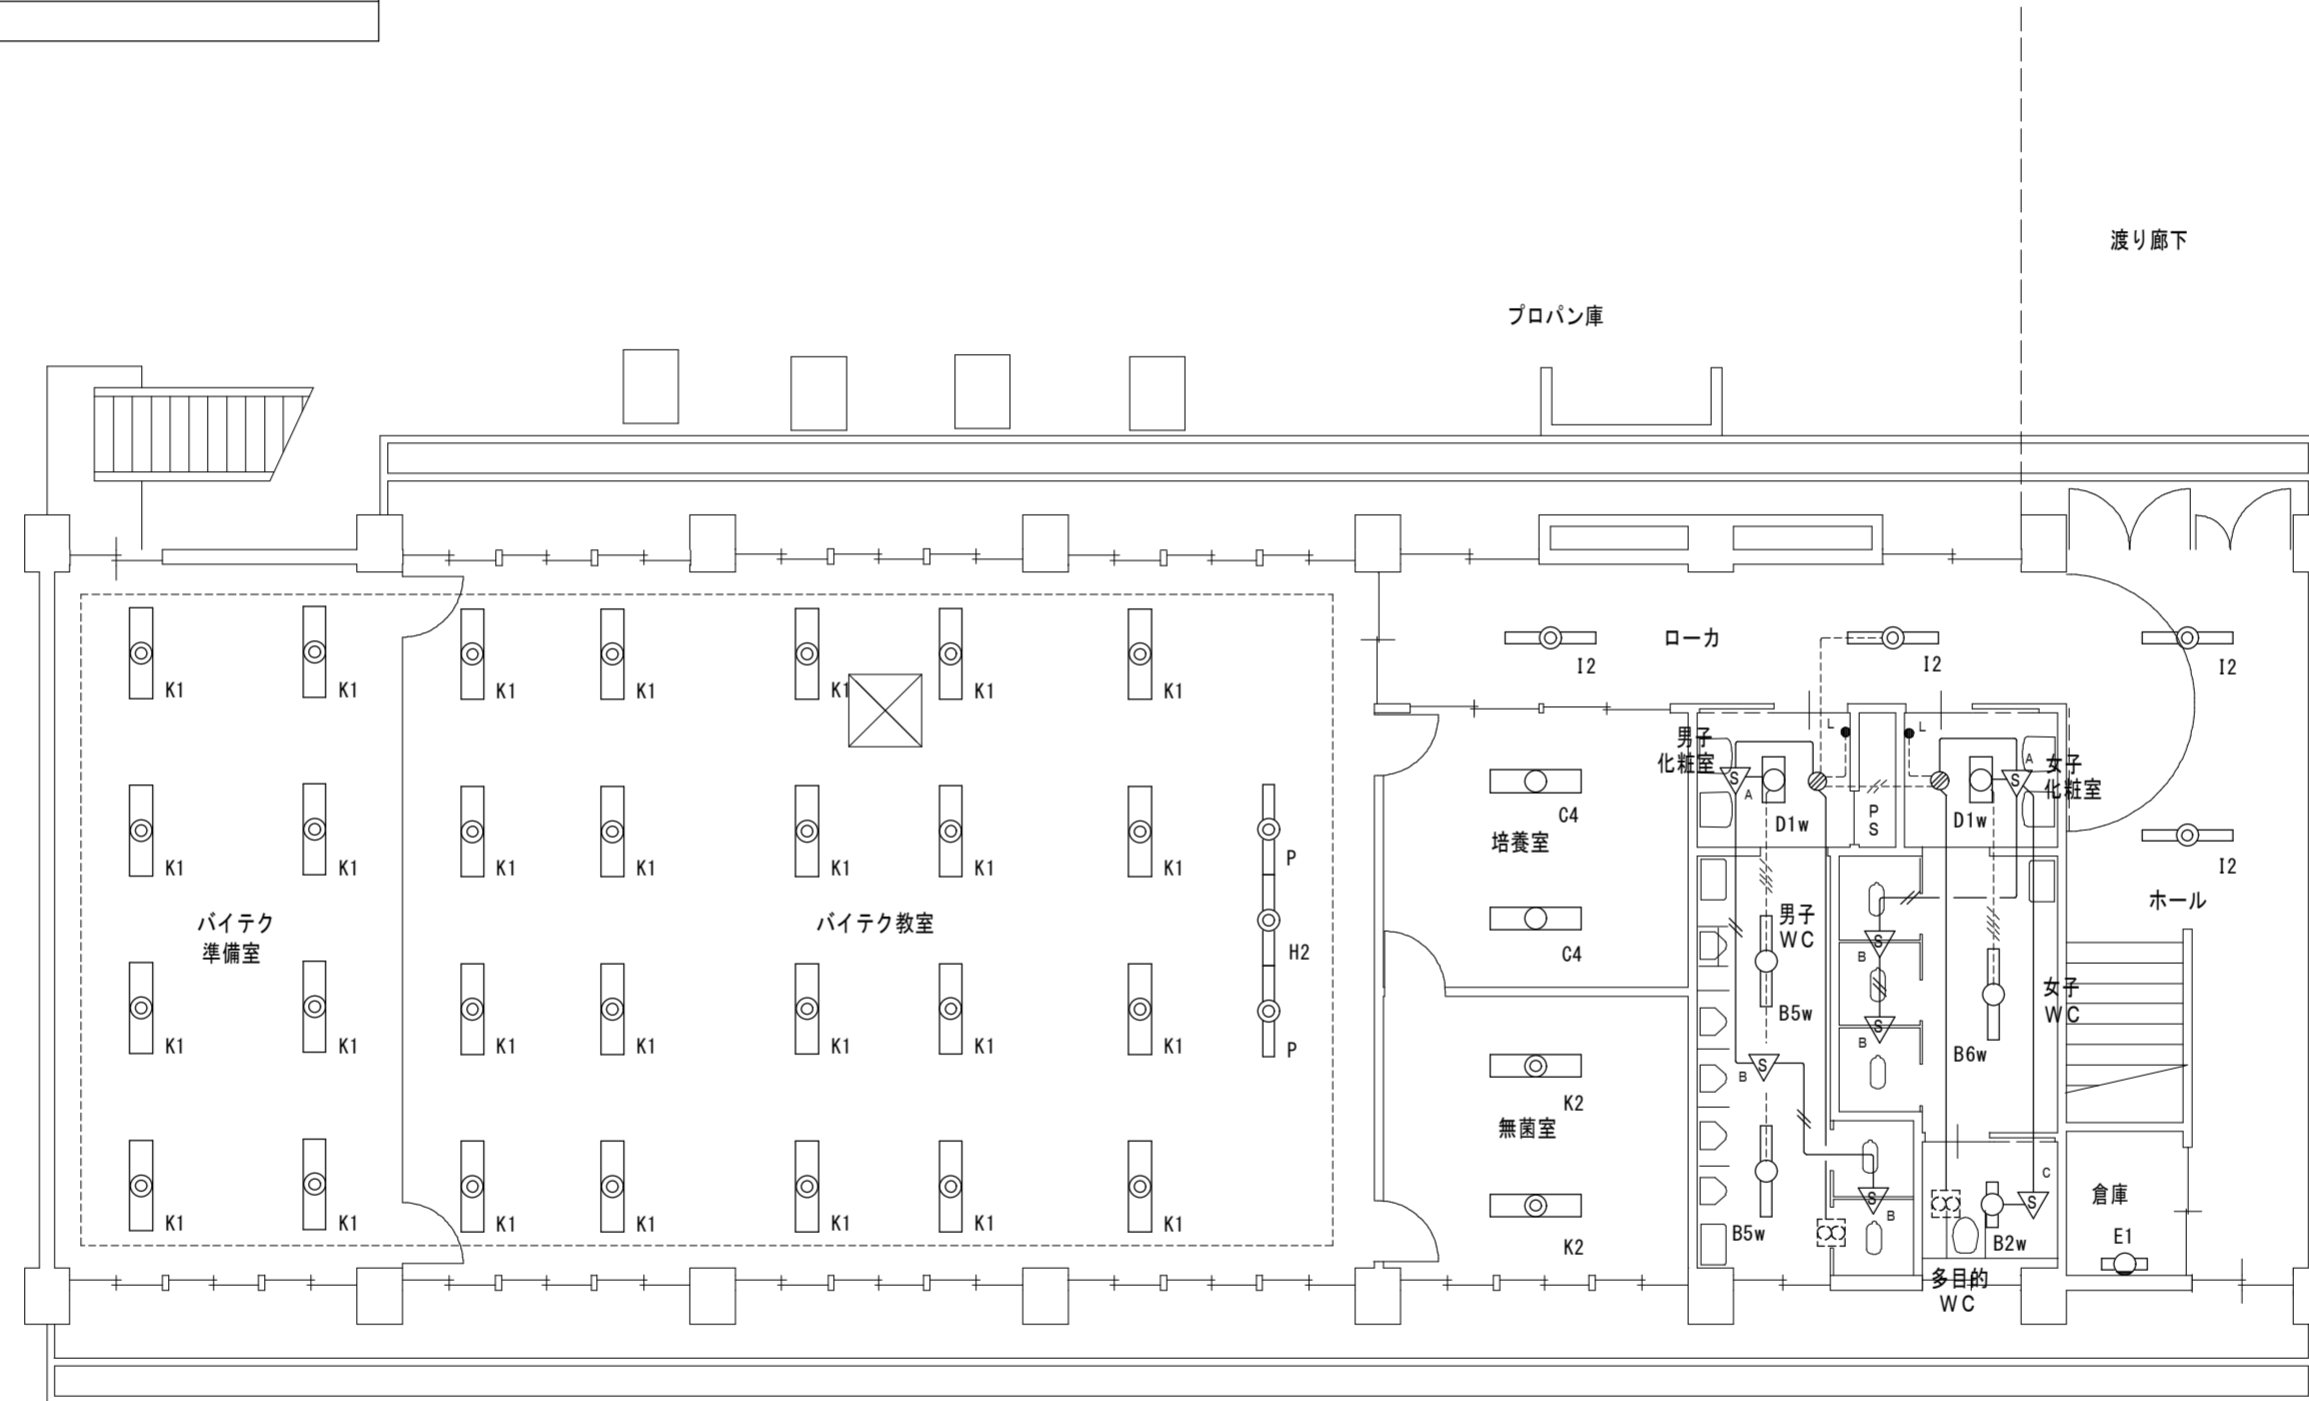 渡り廊下
プロパン庫
I2
ローカ
I2
I2
K1
K1
K1
K1
K1
K1
K1
男子
化粧室
L
L
A
女子
化粧室
S
A
S
D1w
P
S
D1w
C4
培養室
I2
K1
K1
K1
K1
K1
K1
K1
P
ホール
バイテク
準備室
バイテク教室
H2
C4
男子
WC
S
B
女子
WC
B5w
S
B
B6w
K1
K1
K1
K1
K1
K1
K1
P
S
B
K2
無菌室
C
S
B
S
倉庫
K1
K1
K1
K1
K1
K1
K1
K2
B5w
B2w
E1
多目的
WC